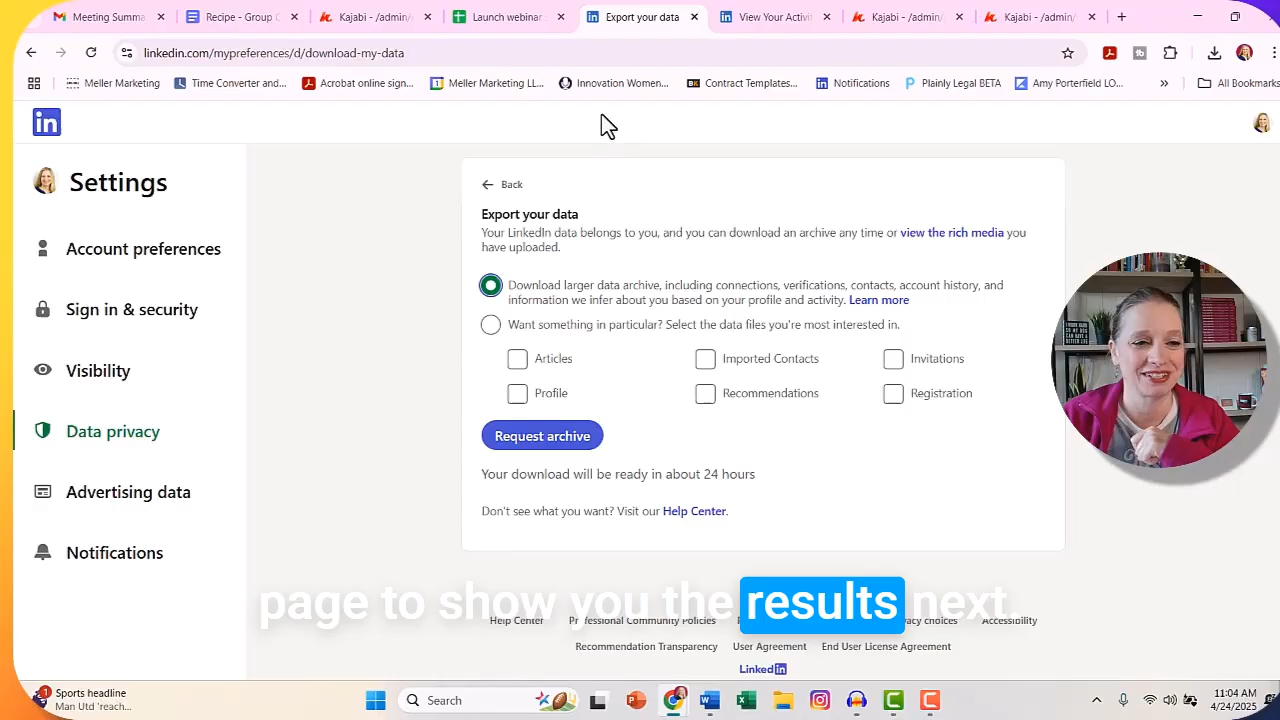 Meeting Summa
Recipe - Group C
Kajabi - /admin/
Launch webinar
Export your data
View Your Activi
Kajabi - /admin/
Kajabi - /admin/
linkedin.com/mypreferences/d/download-my-data
Meller Marketing
Time Converter and...
Acrobat online sign...
Meller Marketing LL...
Innovation Women...
Contract Templates...
Notifications
Plainly Legal BETA
Amy Porterfield LO...
»
All Bookmarks
in
Settings
Account preferences
Sign in & security
Visibility
Data privacy
Advertising data
Notifications
Back
Export your data
Your LinkedIn data belongs to you, and you can download an archive any time or view the rich media you
have uploaded.
Download larger data archive, including connections, verifications, contacts, account history, and
information we infer about you based on your profile and activity. Learn more
Want something in particular? Select the data files you're most interested in.
Articles
Imported Contacts
Invitations
Profile
Recommendations
Registration
Request archive
Your download will be ready in about 24 hours
Don't see what you want? Visit our Help Center.
page to show you the results next.
Help Center
Professional Community Policies
choices
Accessibility
Recommendation Transparency
User Agreement
End User License Agreement
LinkedIn
1
Sports headline
Man Utd 'reach...
Search
11:04 AM
4/24/2025